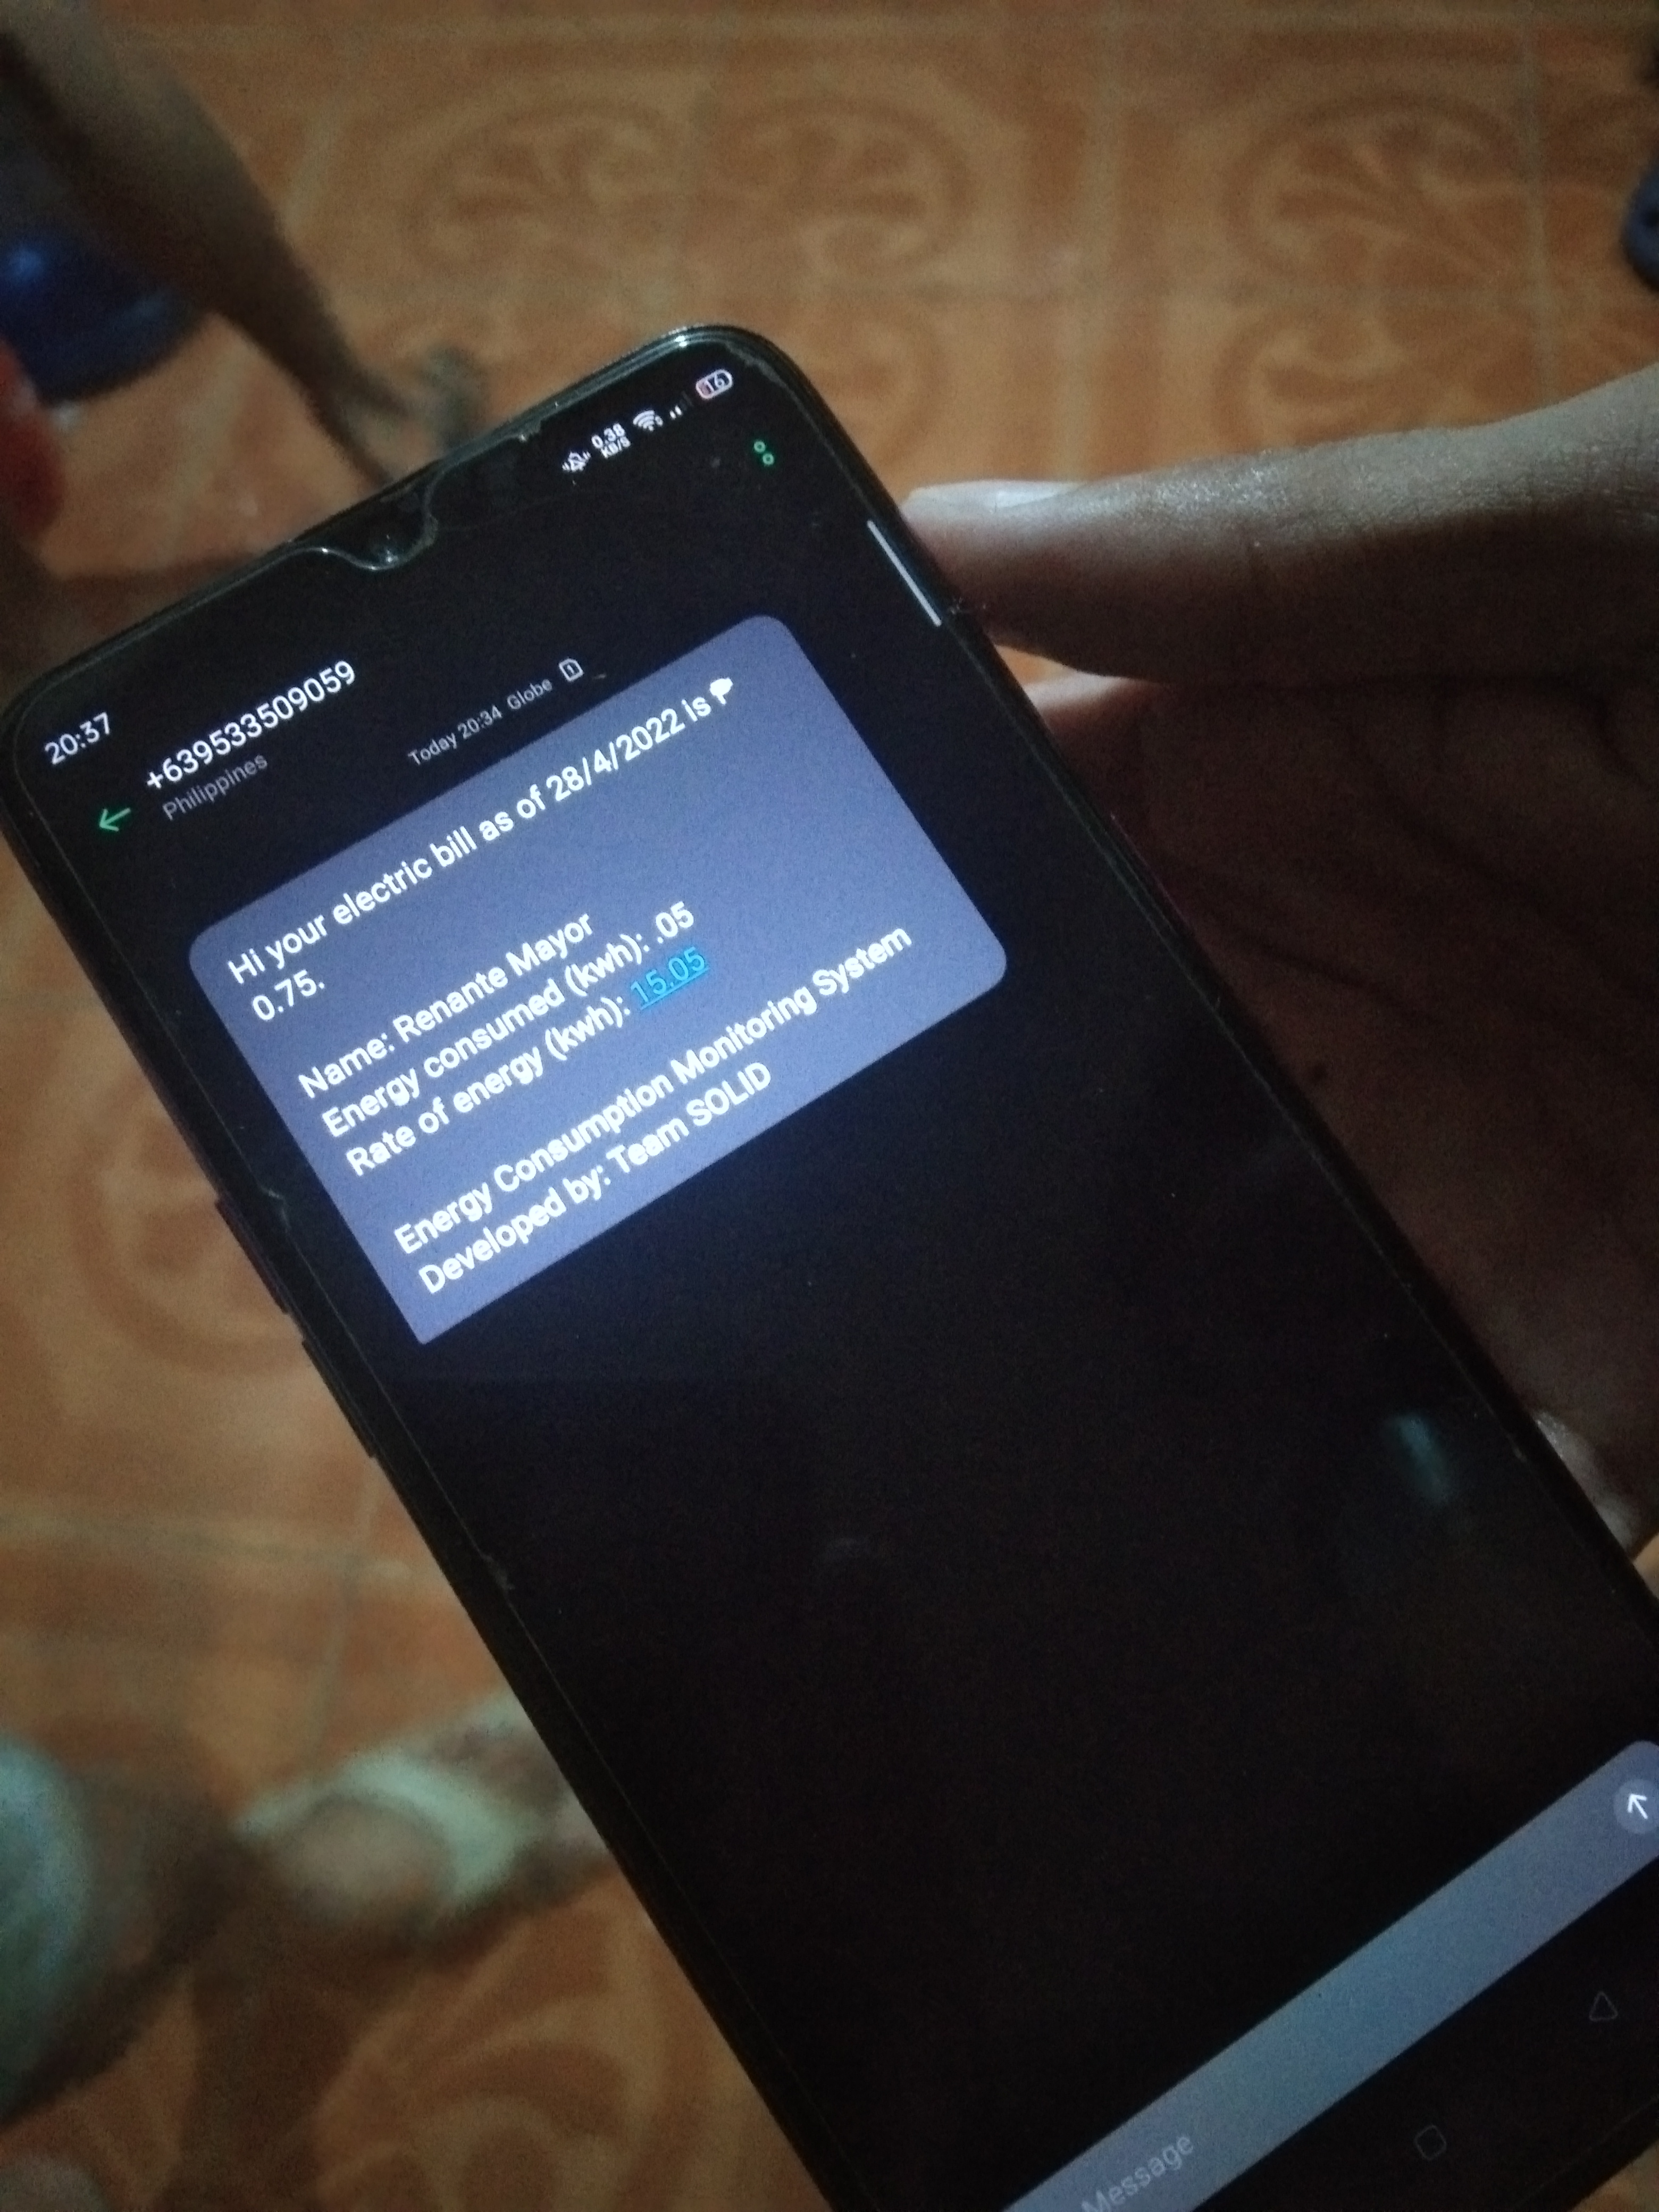 20:37
0.38
KB/S
16
+639533509059
Philippines
Today 20:34 Globe 1
Hi your electric bill as of 28/4/2022 is ₱
0.75.
Name: Renante Mayor
Energy consumed (kwh): .05
Rate of energy (kwh): 15.05
Energy Consumption Monitoring System
Developed by: Team SOLID
Message